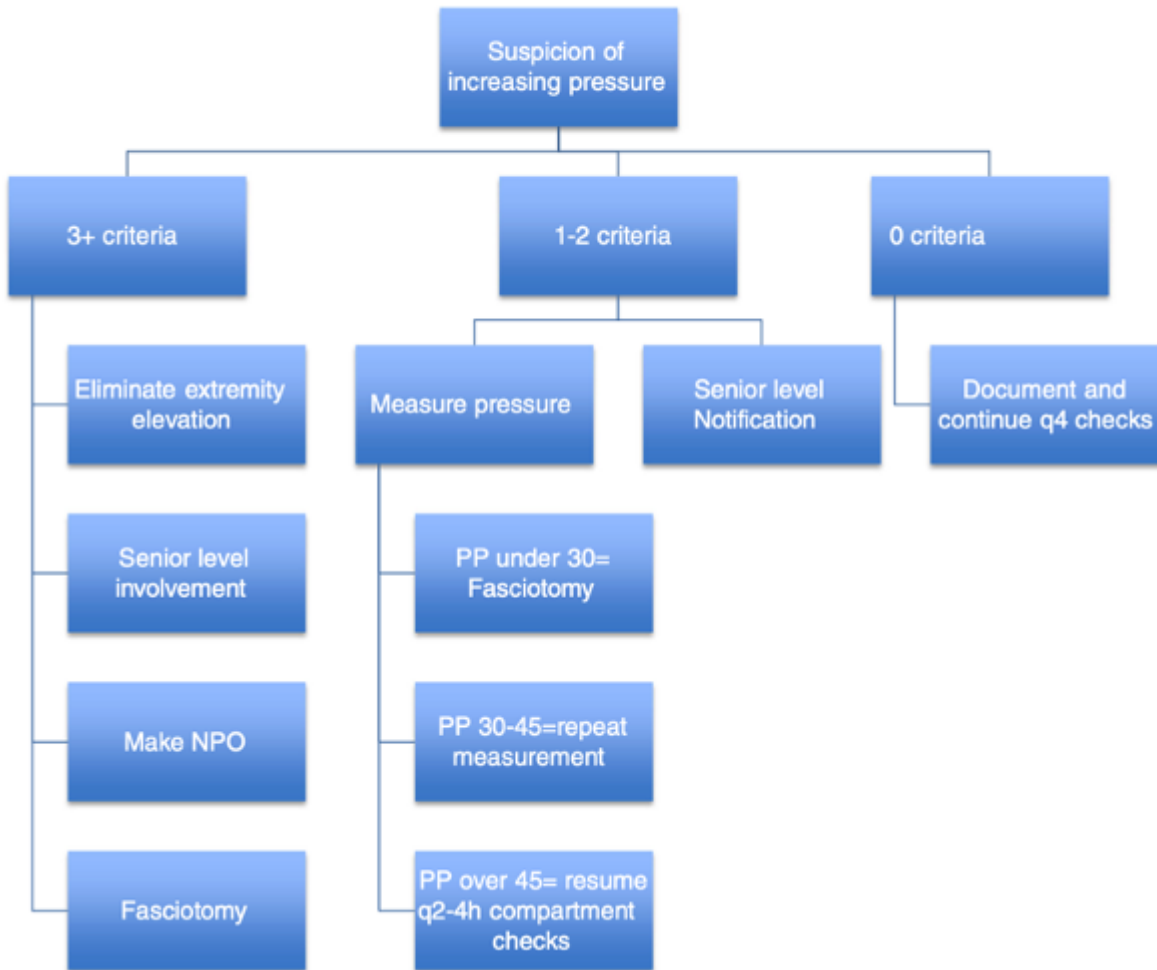 Suspicion of
increasing pressure
3+ criteria
1-2 criteria
0 criteria
Eliminate extremity
elevation
Measure pressure
Senior level
Notification
Document and
continue q4 checks
Senior level
involvement
PP under 30=
Fasciotomy
Make NPO
PP 30-45=repeat
measurement
Fasciotomy
PP over 45= resume
q2-4h compartment
checks